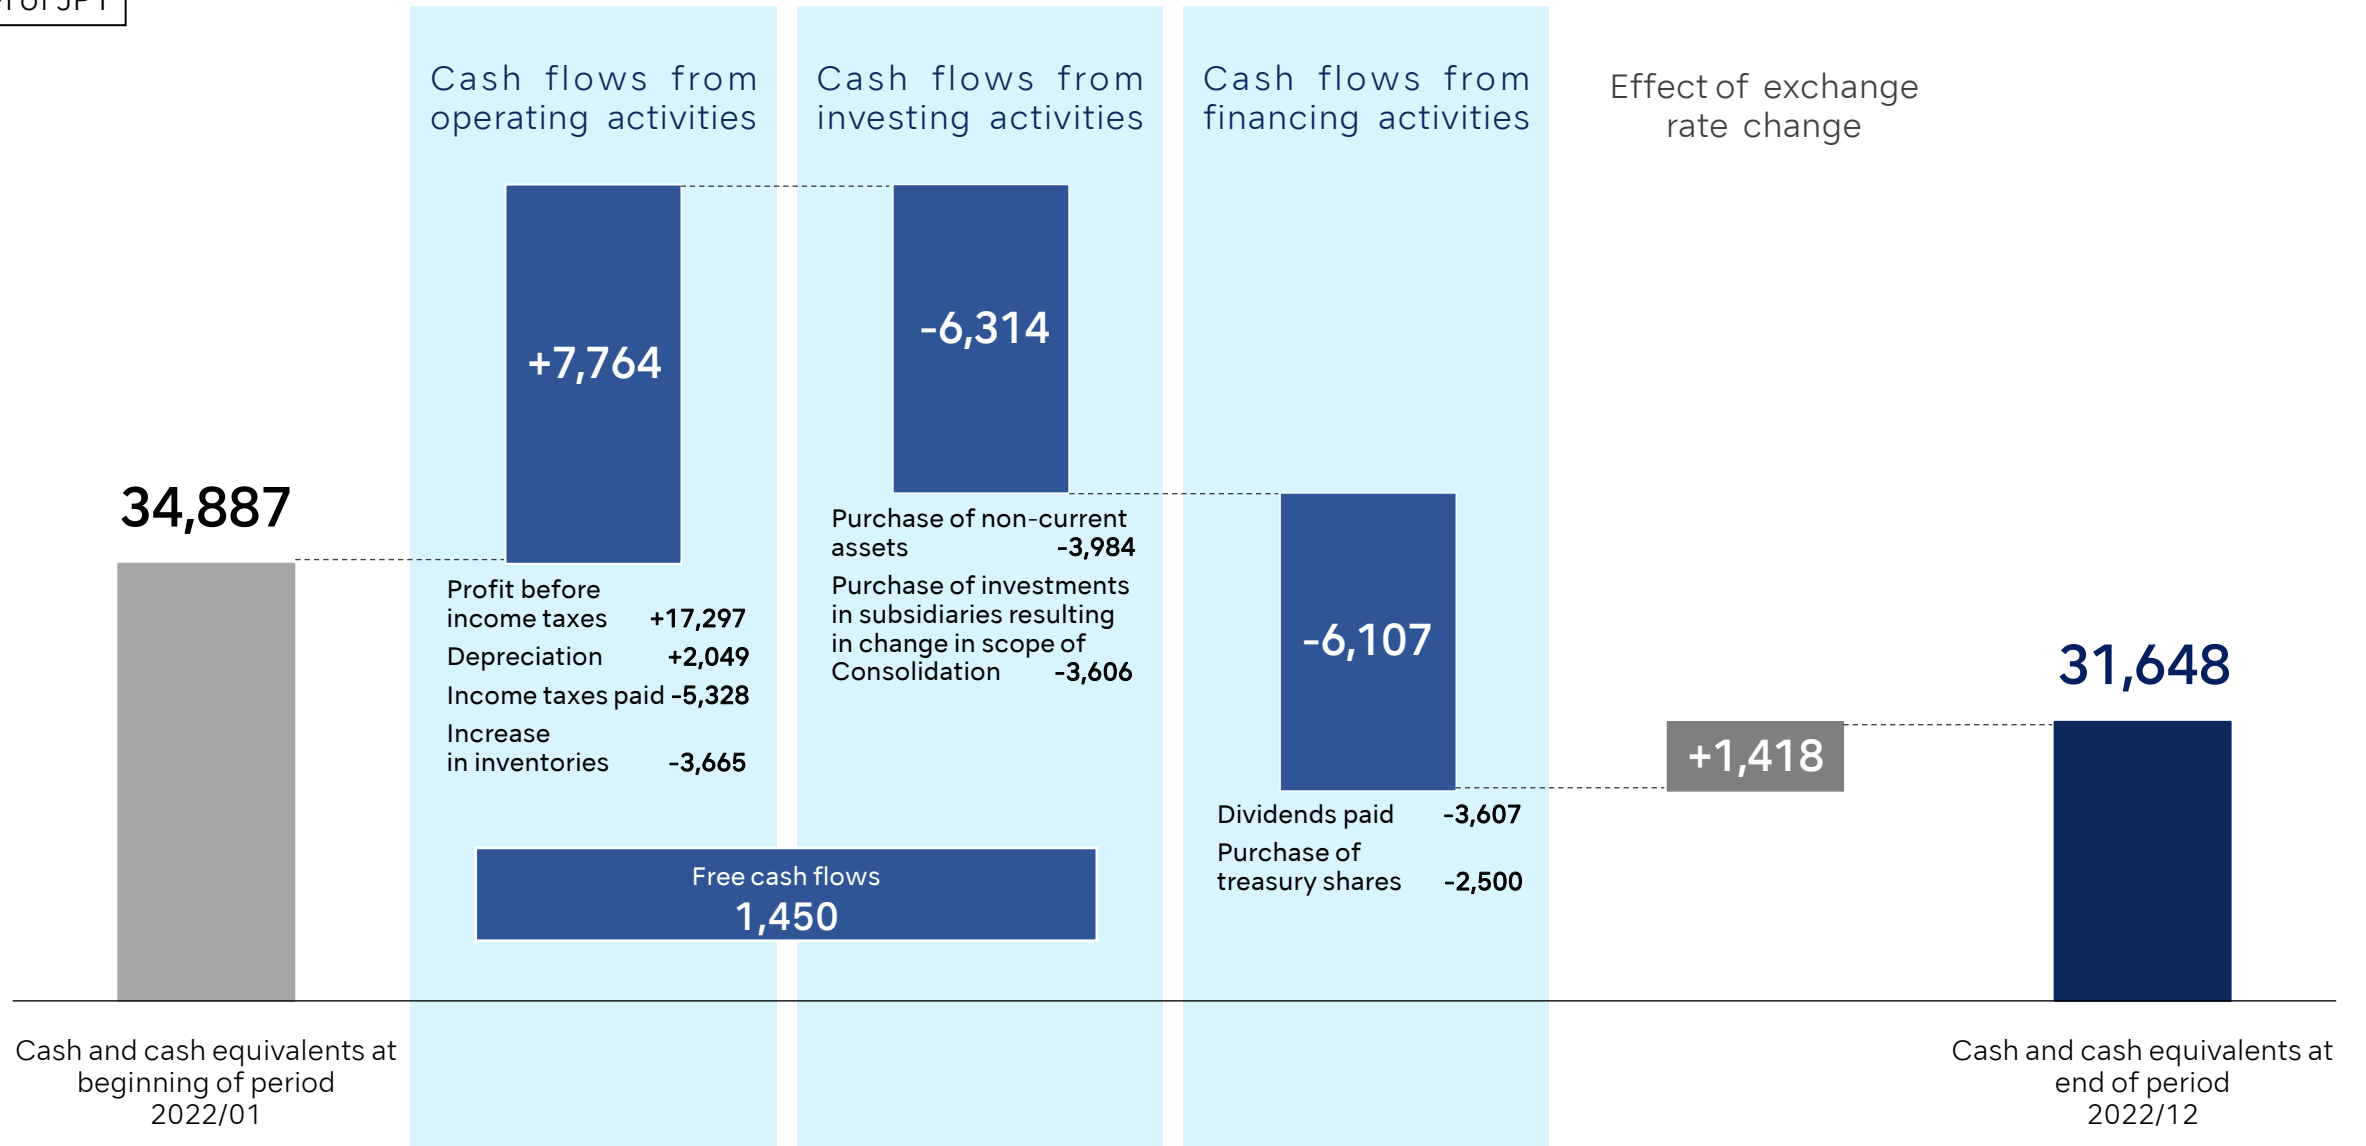 of JPY
Cash flows from
operating activities
Cash flows from
investing activities
Cash flows from
financing activities
Effect of exchange
rate change
34,887
+7,764
Profit before
income taxes +17,297
Depreciation +2,049
Income taxes paid -5,328
Increase
in inventories -3,665
-6,314
Purchase of non-current
assets -3,984
Purchase of investments
in subsidiaries resulting
in change in scope of
Consolidation -3,606
Free cash flows
1,450
-6,107
Dividends paid -3,607
Purchase of
treasury shares -2,500
+1,418
31,648
Cash and cash equivalents at
beginning of period
2022/01
Cash and cash equivalents at
end of period
2022/12